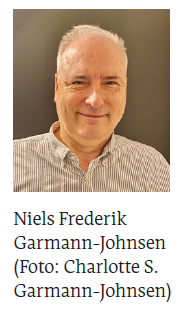 Niels Frederik
Garmann-Johnsen
(Foto: Charlotte S.
Garmann-Johnsen)